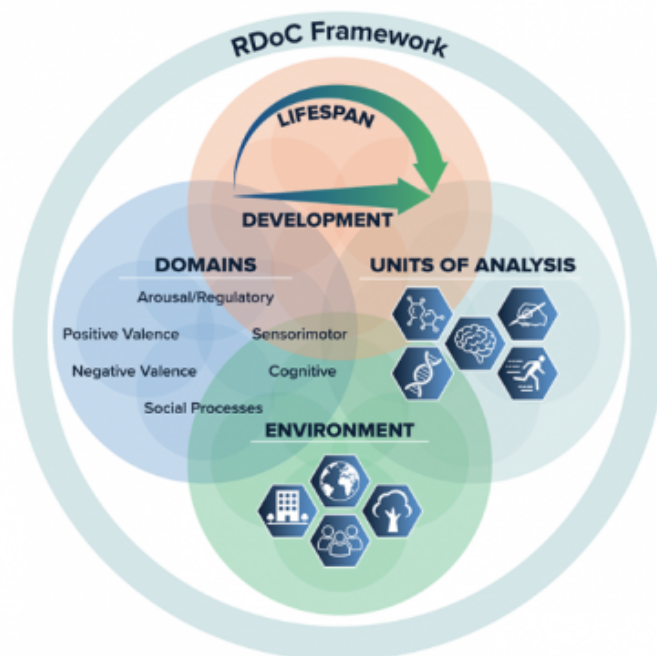 RDoC Framework
LIFESPAN
DEVELOPMENT
DOMAINS
Arousal/Regulatory
Positive Valence
Sensorimotor
Negative Valence
Cognitive
Social Processes
UNITS OF ANALYSIS
ENVIRONMENT